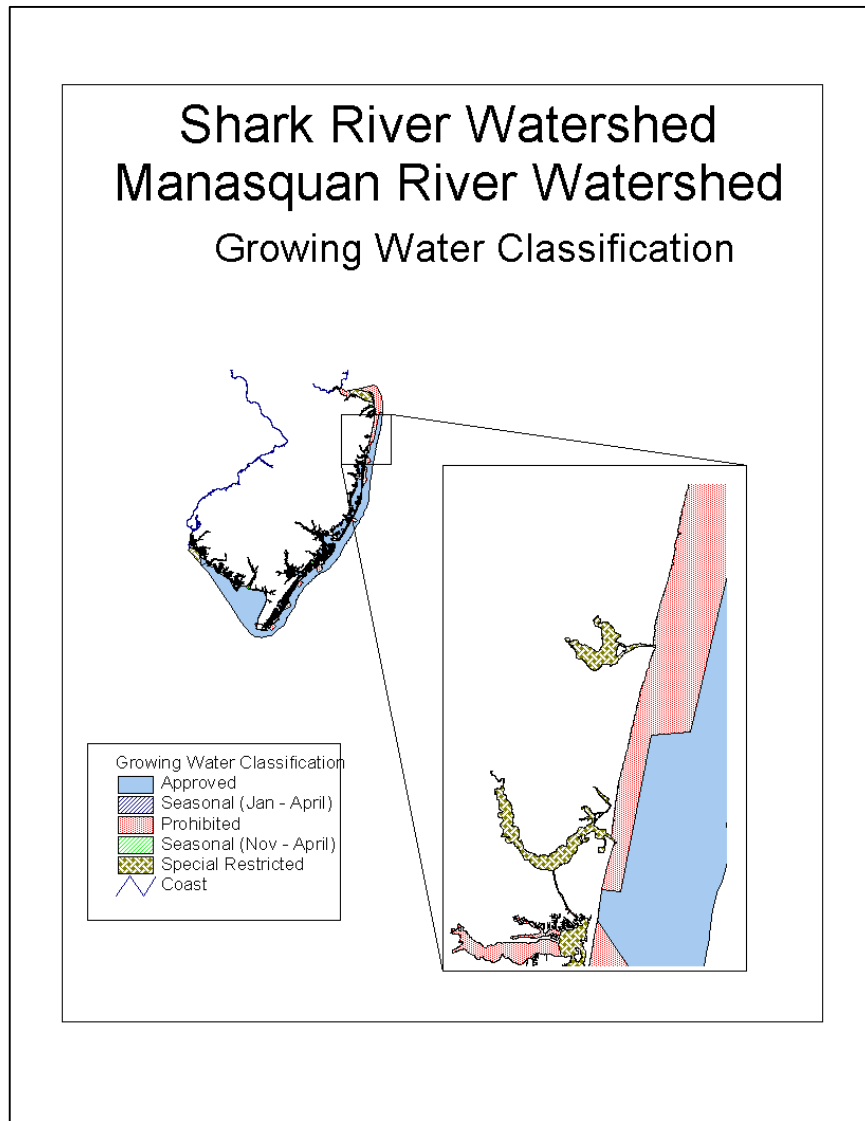 Shark River Watershed
Manasquan River Watershed
Growing Water Classification
Growing Water Classification
Approved
Seasonal (Jan - April)
Prohibited
Seasonal (Nov - April)
Special Restricted
Coast